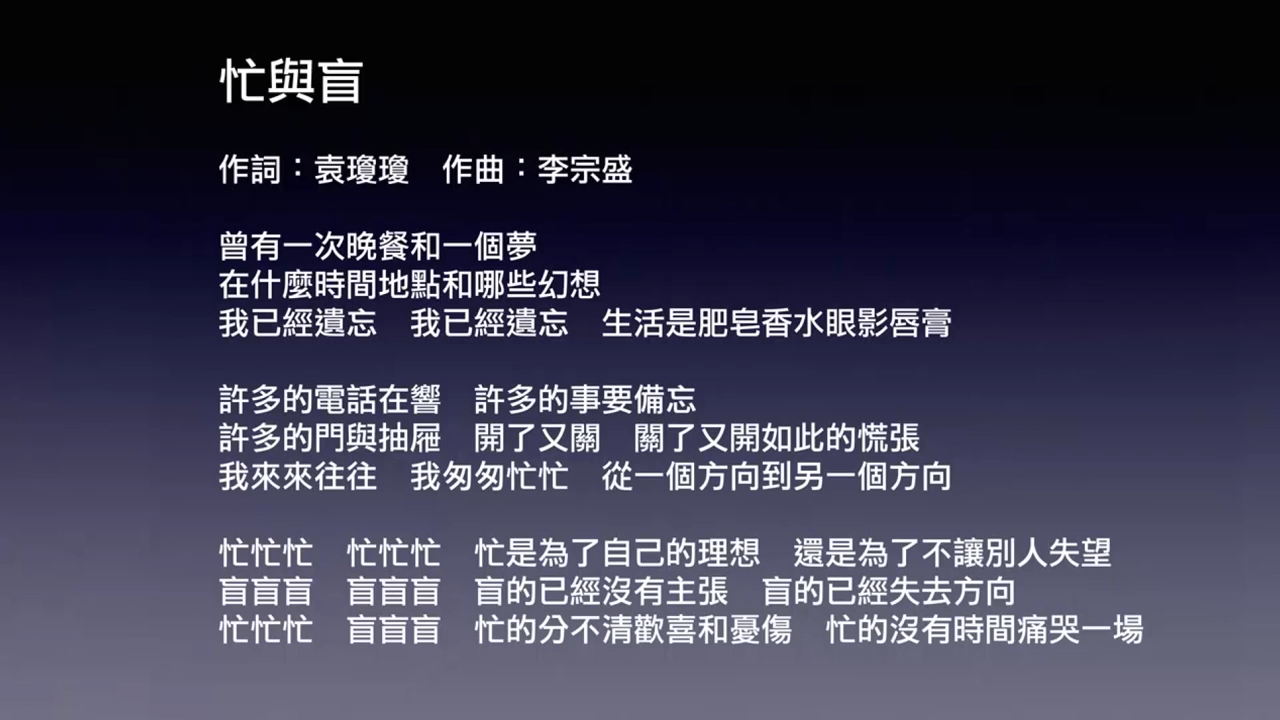 忙與盲
作詞：袁瓊瓊　作曲：李宗盛
曾有一次晚餐和一個夢
在什麼時間地點和哪些幻想
我已經遺忘　我已經遺忘　生活是肥皂香水眼影唇膏
許多的電話在響　許多的事要備忘
許多的門與抽屜　開了又關　關了又開如此的慌張
我來來往往　我匆匆忙忙　從一個方向到另一個方向
忙忙忙　忙忙忙　忙是為了自己的理想　還是為了不讓別人失望
盲盲盲　盲盲盲　盲的已經沒有主張　盲的已經失去方向
忙忙忙　盲盲盲　忙的分不清歡喜和憂傷　忙的沒有時間痛哭一場